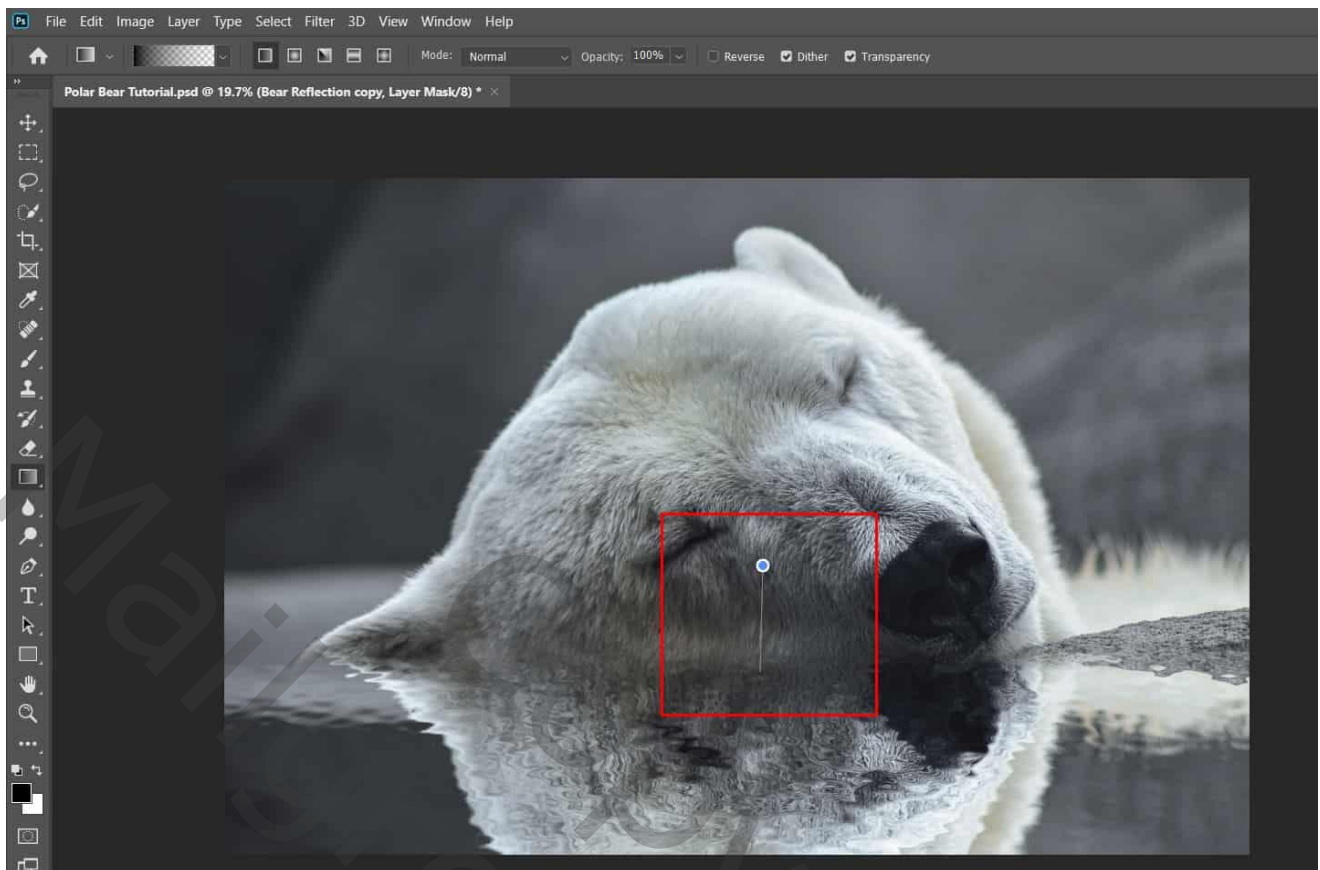 Ps File Edit Image Layer Type Select Filter 3D View Window Help
Mode: Normal Opacity: 100% Reverse Dither Transparency
Polar Bear Tutorial.psd @ 19.7% (Bear Reflection copy, Layer Mask/8) * ×
T